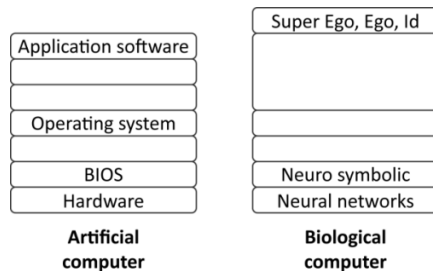 Super Ego, Ego, Id
Application software
Operating system
BIOS
Neuro symbolic
Hardware
Neural networks
Artificial
computer
Biological
computer